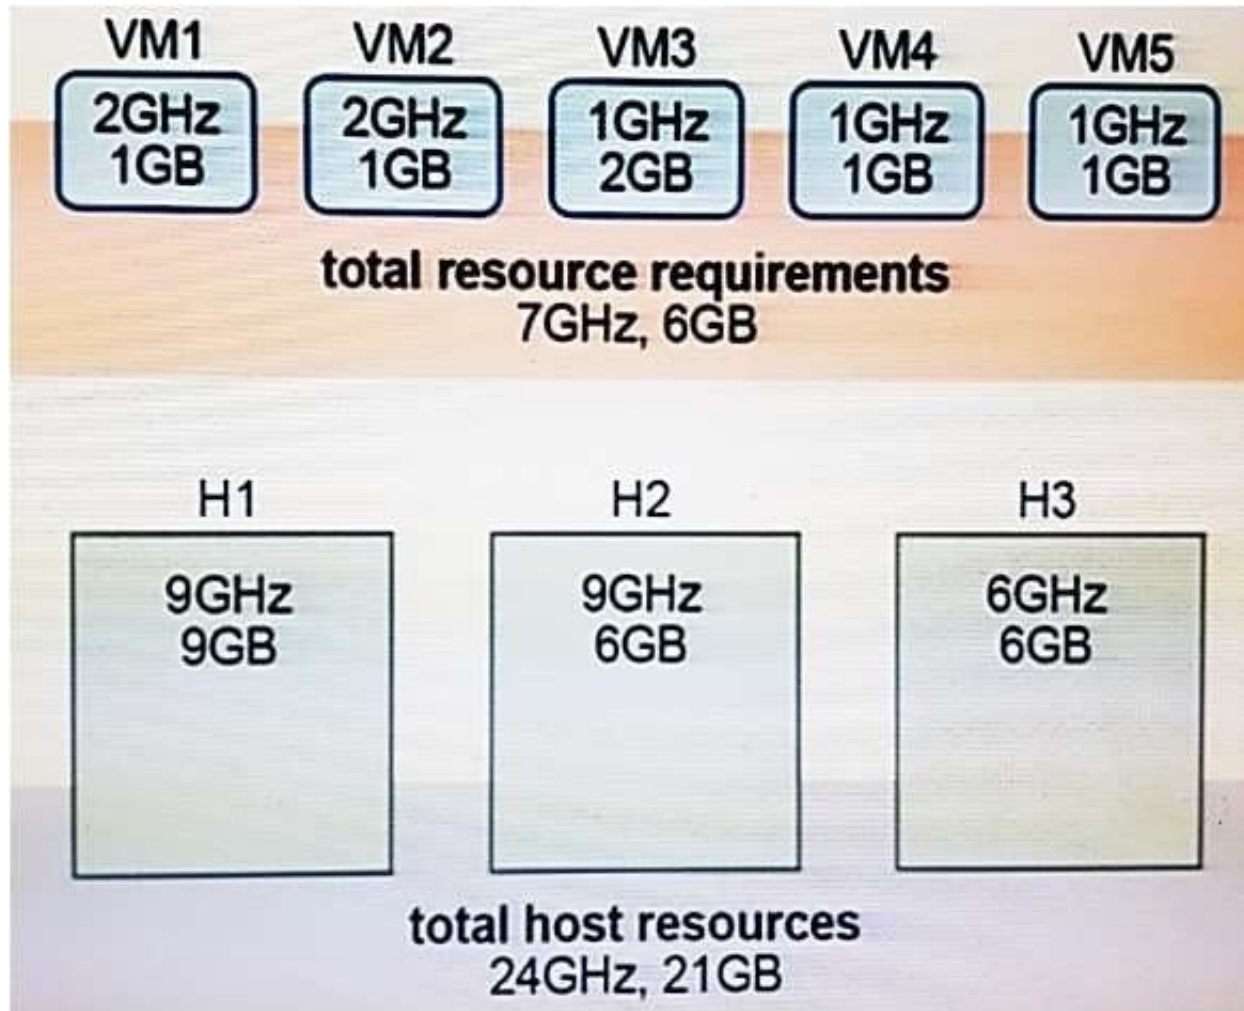 VM1
2GHz
1GB
VM2
2GHz
1GB
VM3
1GHz
2GB
VM4
1GHz
1GB
VM5
1GHz
1GB
total resource requirements
7GHz, 6GB
H1
9GHz
9GB
H2
9GHz
6GB
H3
6GHz
6GB
total host resources
24GHz, 21GB